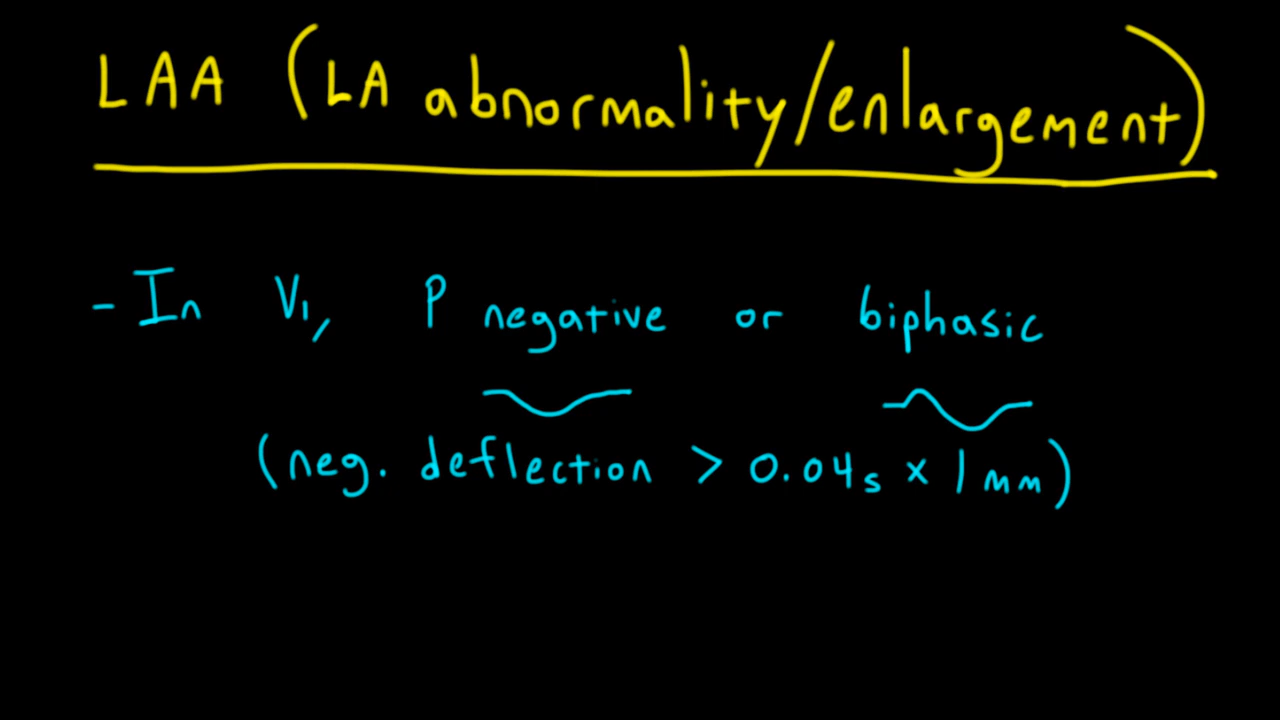 LAA (LA abnormality/enlargement)
- In V1, P negative or biphasic
(neg. deflection > 0.04s x 1mm)